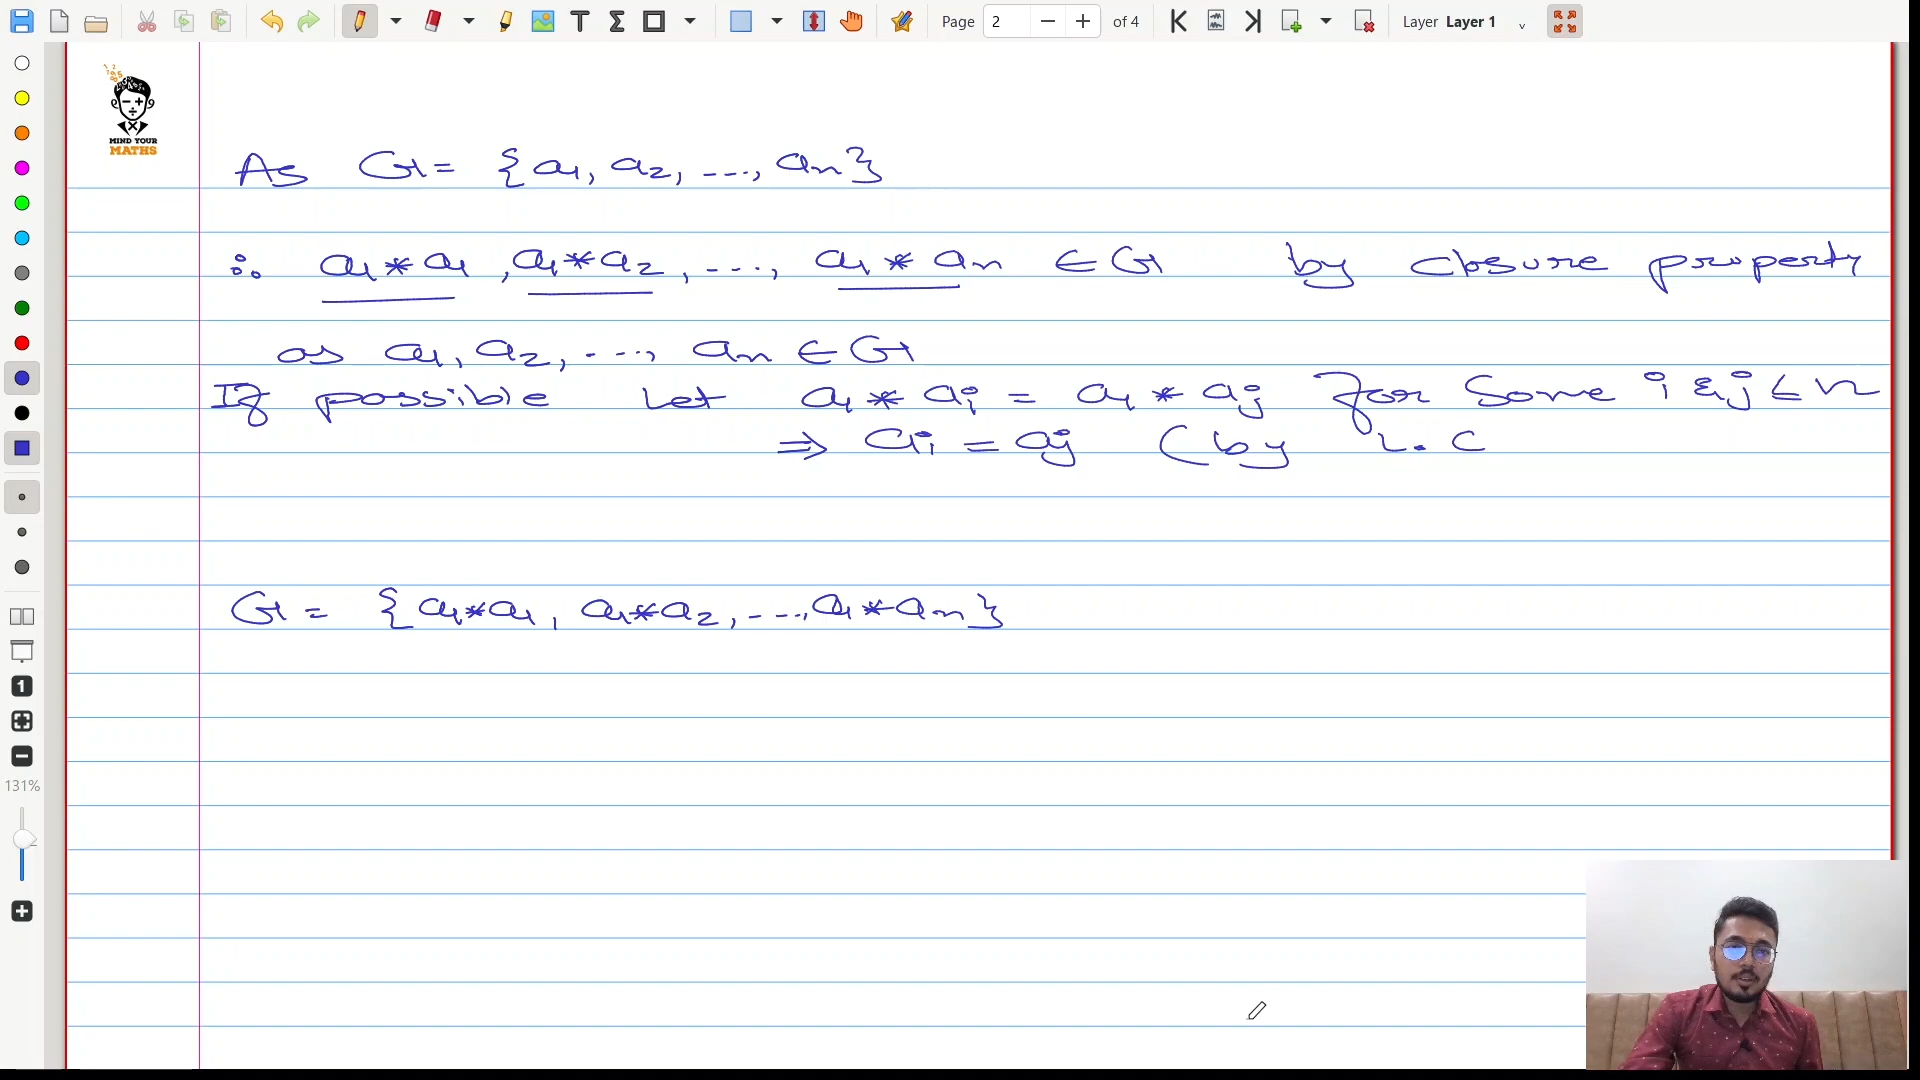 Page 2 of 4 Layer Layer 1
MIND YOUR
MATHS
As G = {a₁, a₂, ..., aₙ}
∴ a₁ * a₁ , a₁ * a₂ , ..., a₁ * aₙ ∈ G by closure property
as a₁, a₂, ..., aₙ ∈ G
If possible let a₁ * aᵢ = a₁ * aⱼ for some i & j ≤ n
⇒ aᵢ = aⱼ (by L.C
G = {a₁*a₁, a₁*a₂, ..., a₁*aₙ}
131%